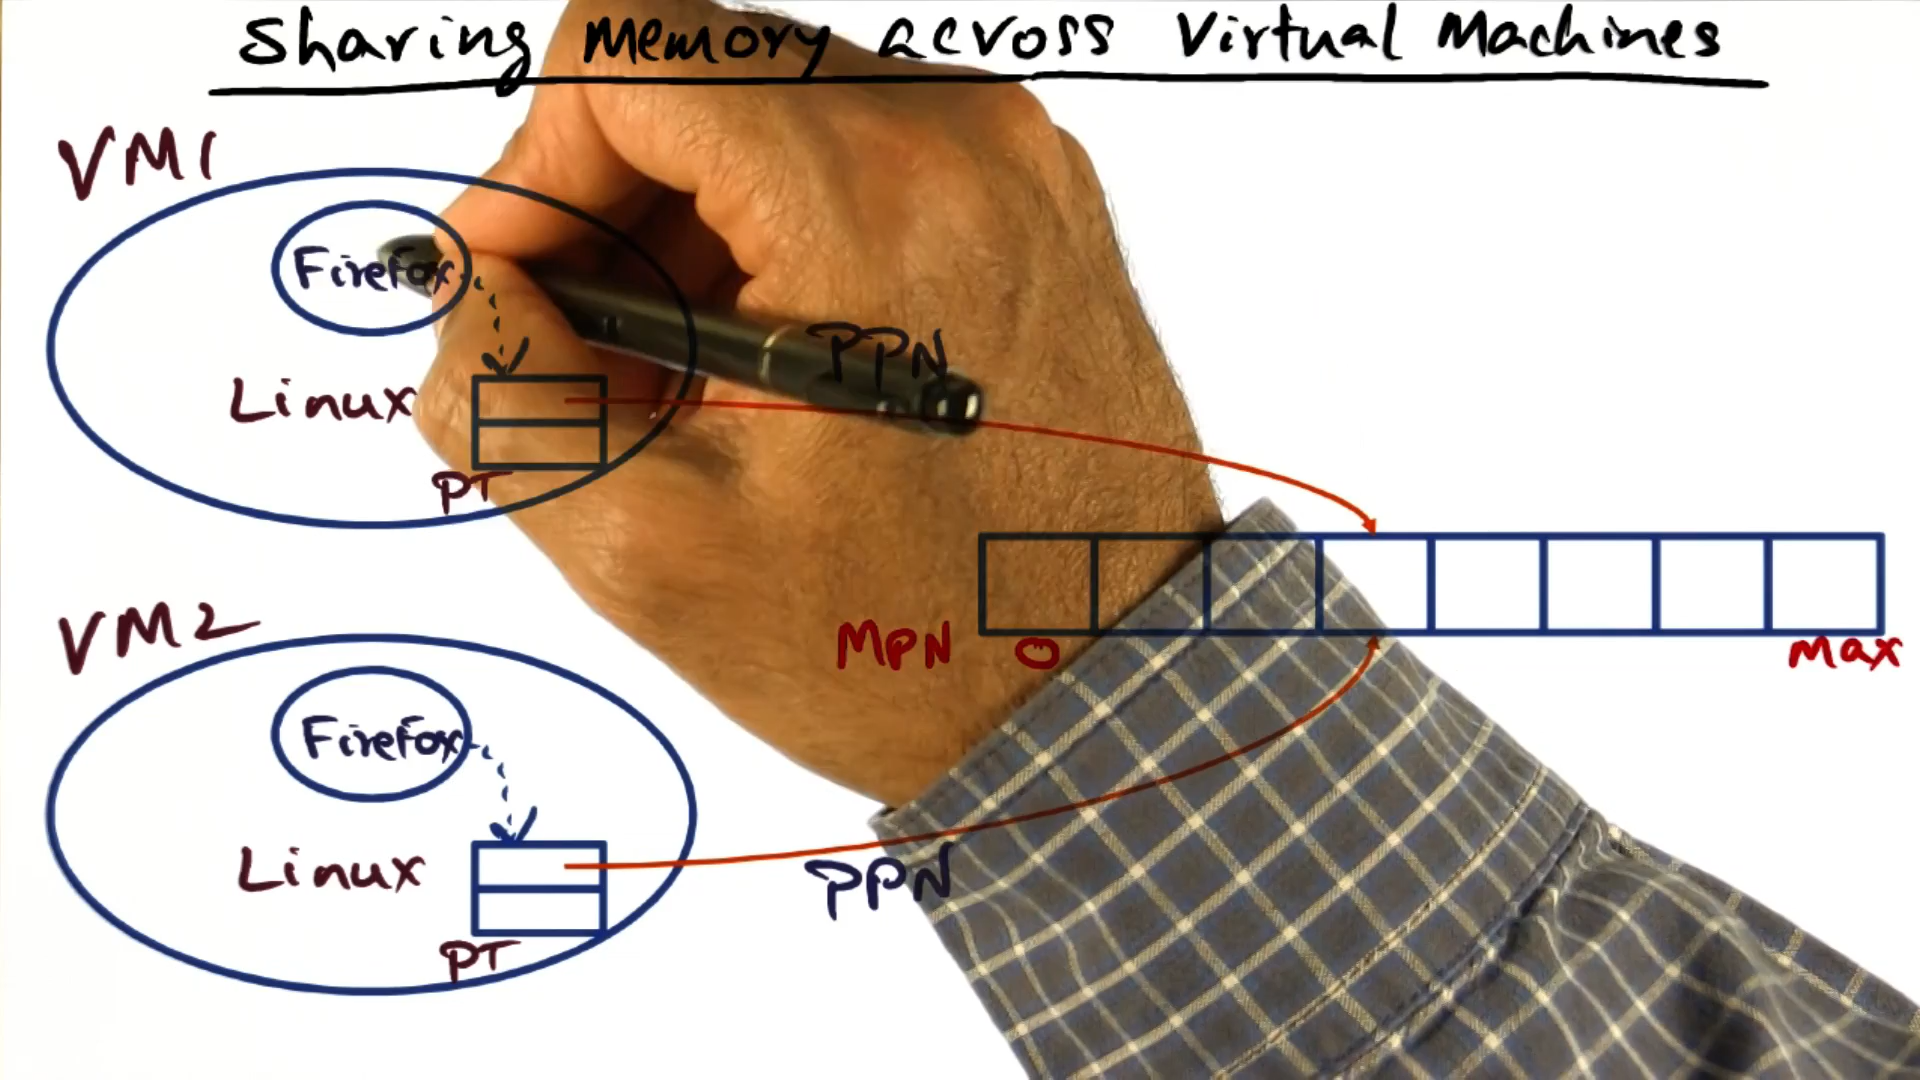 Sharing Memory across Virtual Machines
VM1
Firefox
PPN
Linux
PT
VM2
MPN 0 Max
Firefox
Linux
PPN
PT